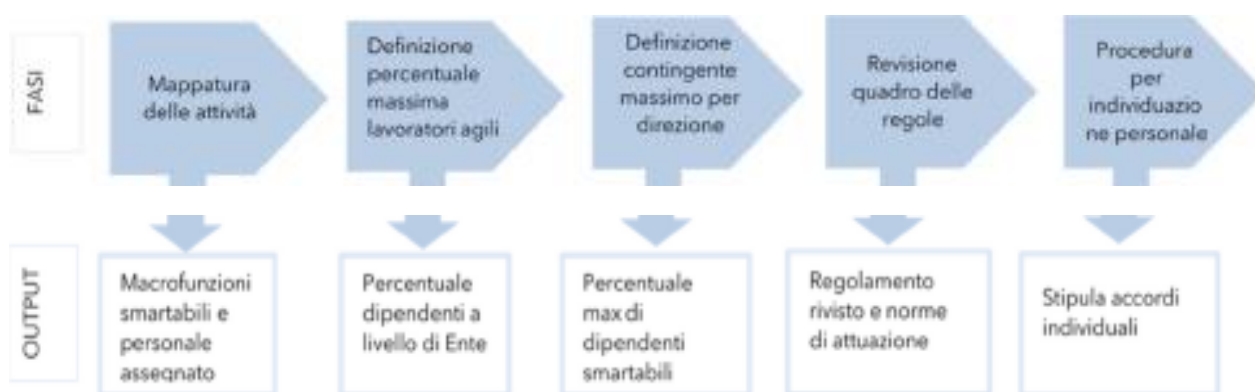 FASI
Mappatura
delle attività
Definizione
percentuale
massima
lavoratori agili
Definizione
contingente
massimo per
direzione
Revisione
quadro delle
regole
Procedura
per
individuazio
ne personale
OUTPUT
Macrofunzioni
smartabili e
personale
assegnato
Percentuale
dipendenti a
livello di Ente
Percentuale
max di
dipendenti
smartabili
Regolamento
rivisto e norme
di attuazione
Stipula accordi
individuali